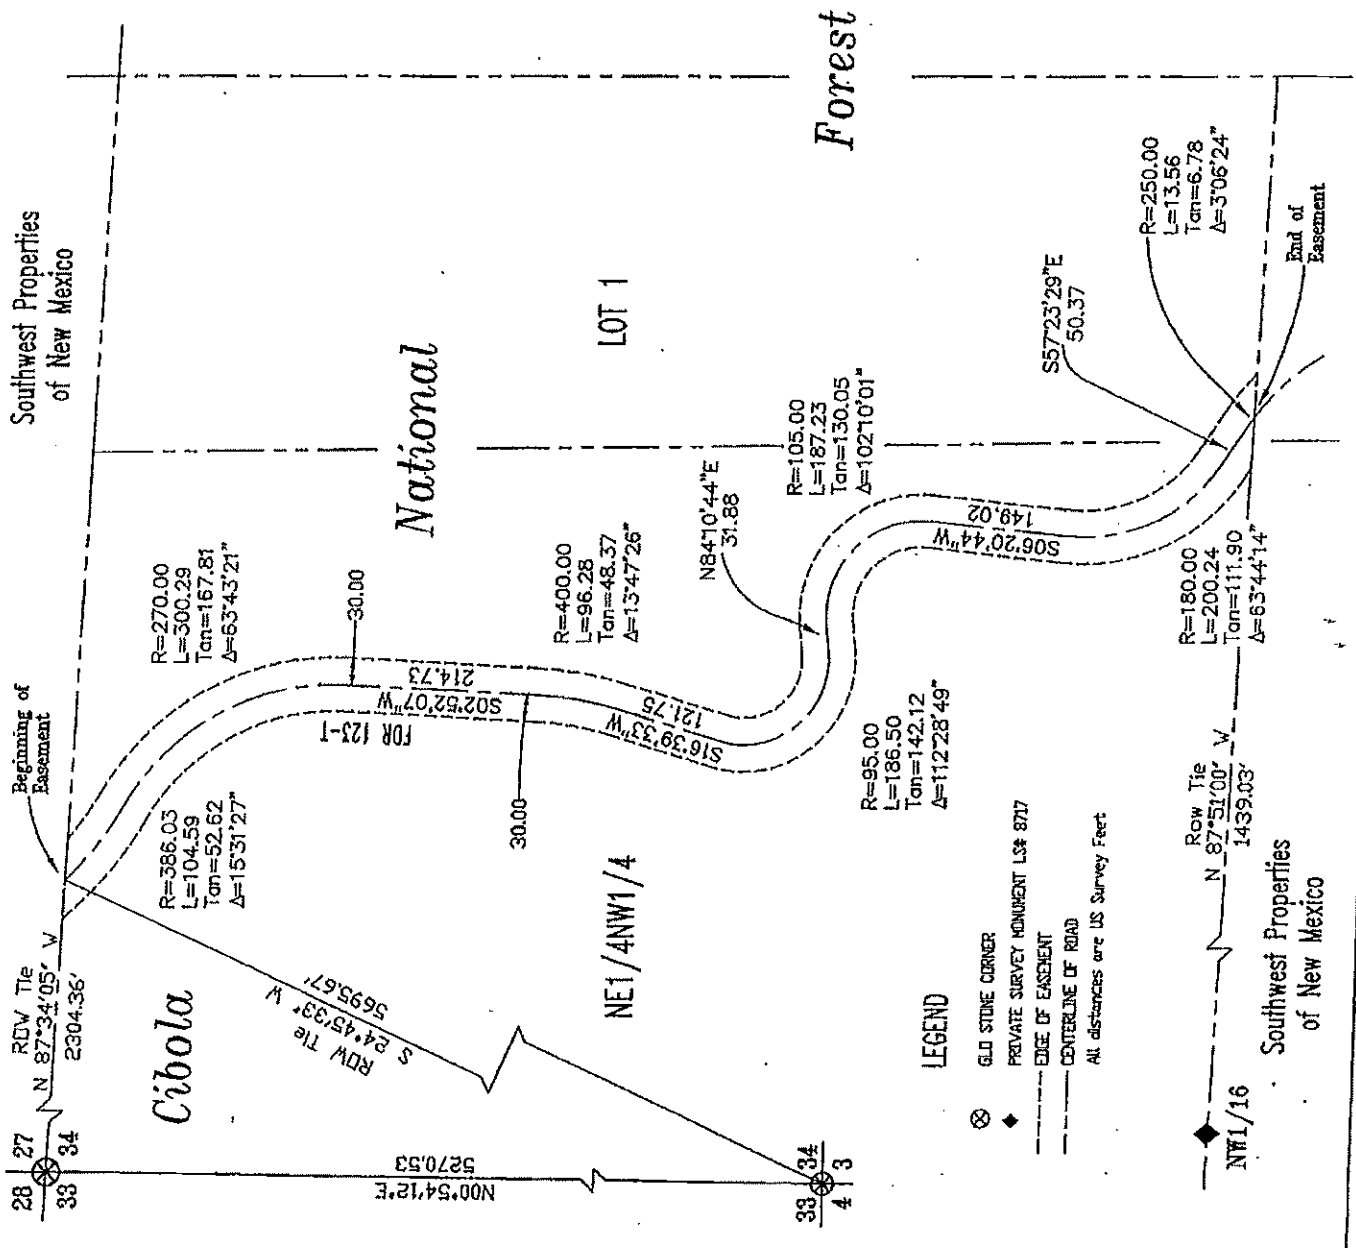 Southwest Properties
of New Mexico
Beginning of
Easement
28 27
33 34
ROW Tie
N 87°34'05" W
2304.36'
Cibola
R=386.03
L=104.59
Tan=52.62
Δ=15°31'27"
R=270.00
L=300.29
Tan=167.81
Δ=63°43'21"
30.00
FDR 123-T
S02°52'07"W
214.73
30.00
National
Forest
LOT 1
R=400.00
L=96.28
Tan=48.37
Δ=13°47'26"
S16°39'33"W
121.75
ROW Tie
S 24°45'33" W
5695.67'
N00°54'12"E
5270.53
NE1/4NW1/4
N84°10'44"E
31.88
R=105.00
L=187.23
Tan=130.05
Δ=102°10'01"
R=95.00
L=186.50
Tan=142.12
Δ=112°28'49"
S06°20'44"W
149.02
S57°23'29"E
50.37
R=250.00
L=13.56
Tan=6.78
Δ=3°06'24"
End of
Easement
R=180.00
L=200.24
Tan=111.90
Δ=63°44'14"
33 34
4 3
LEGEND
GLO STONE CORNER
PRIVATE SURVEY MONUMENT LS# 8717
EDGE OF EASEMENT
CENTERLINE OF ROAD
All distances are US Survey Feet
Row Tie
N 87°51'00" W
1439.03'
NW1/16
Southwest Properties
of New Mexico